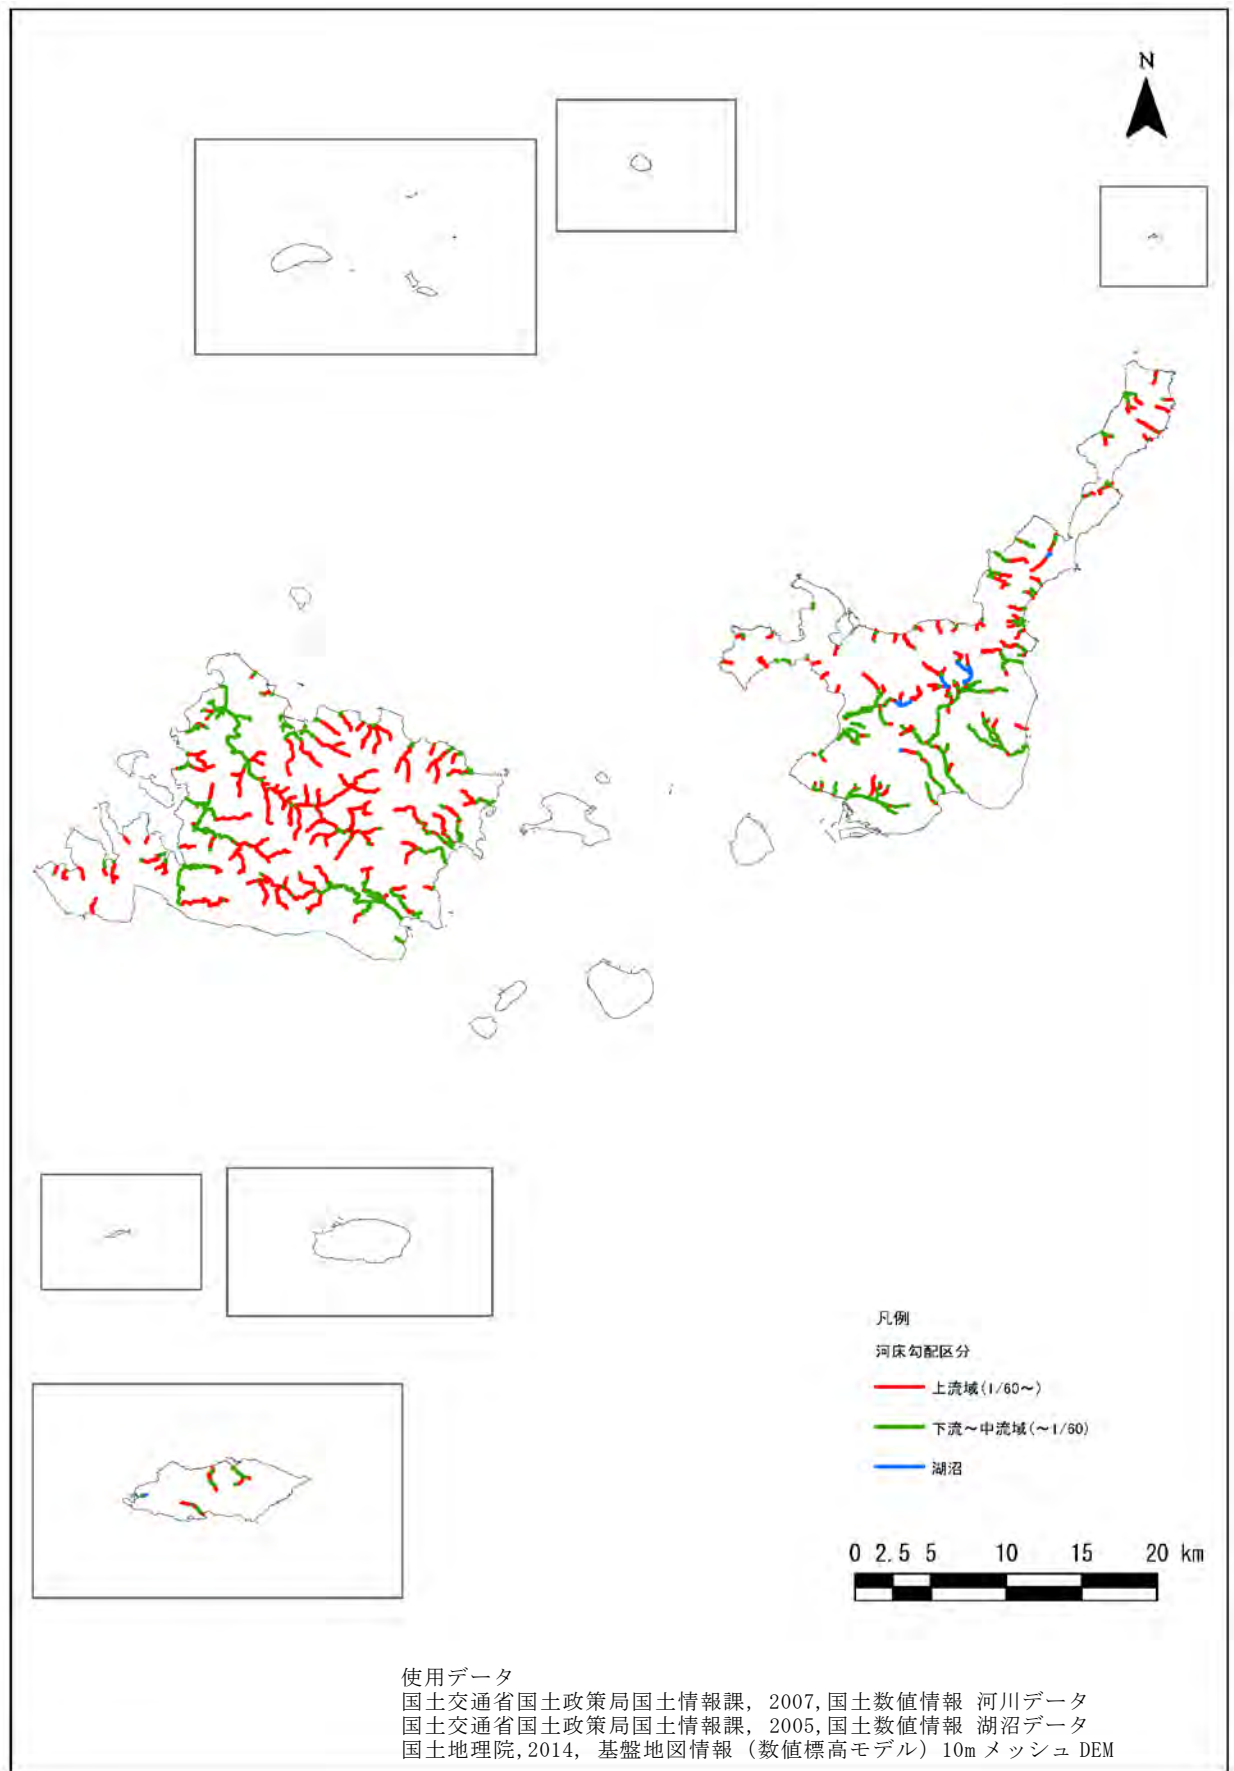 N
凡例
河床勾配区分
上流域(1/60～)
下流～中流域(～1/60)
湖沼
0 2.5 5 10 15 20 km
使用データ
国土交通省国土政策局国土情報課, 2007,国土数値情報 河川データ
国土交通省国土政策局国土情報課, 2005,国土数値情報 湖沼データ
国土地理院,2014, 基盤地図情報（数値標高モデル）10m メッシュ DEM